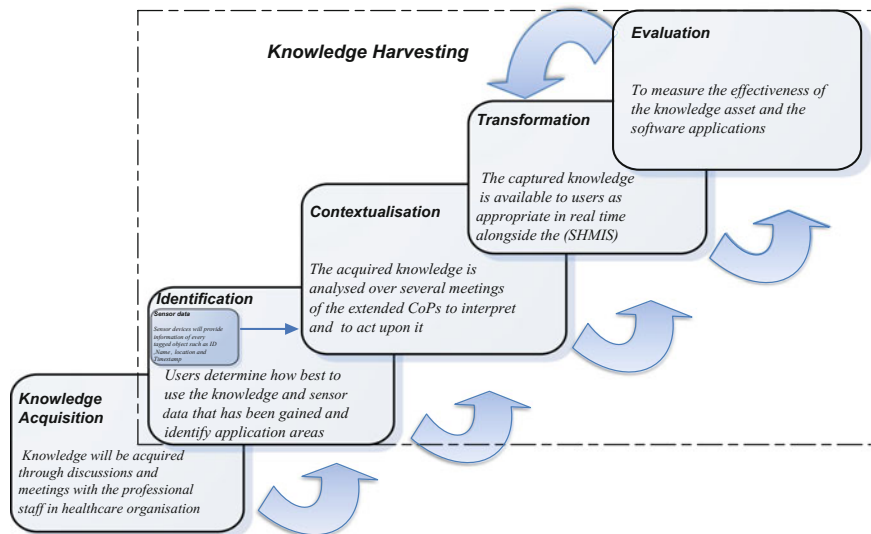 Knowledge Harvesting
Evaluation
To measure the effectiveness of
the knowledge asset and the
software applications
Transformation
The captured knowledge
is available to users as
appropriate in real time
alongside the (SHMIS)
Contextualisation
The acquired knowledge is
analysed over several meetings
of the extended CoPs to interpret
and to act upon it
Identification
Sensor data
Sensor devices will provide
information of every
tagged object such as ID
,Name , location and
Timestamp
Users determine how best to
use the knowledge and sensor
data that has been gained and
identify application areas
Knowledge
Acquisition
Knowledge will be acquired
through discussions and
meetings with the professional
staff in healthcare organisation